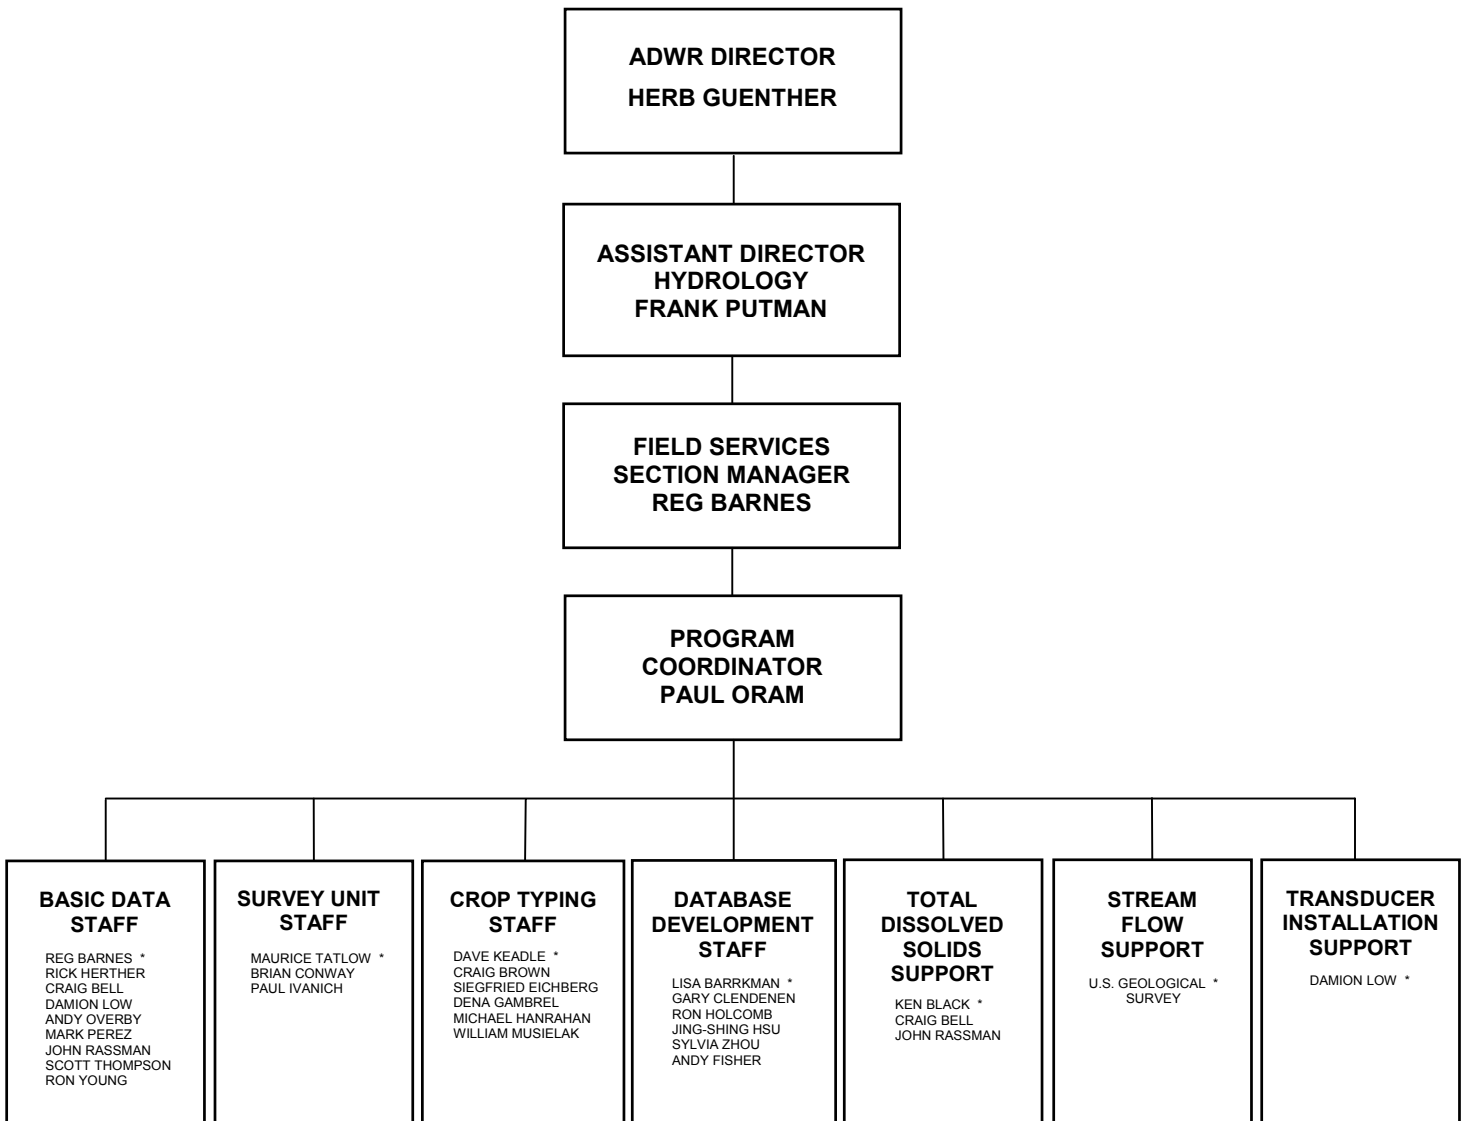 ADWR DIRECTOR
HERB GUENTHER
ASSISTANT DIRECTOR
HYDROLOGY
FRANK PUTMAN
FIELD SERVICES
SECTION MANAGER
REG BARNES
PROGRAM
COORDINATOR
PAUL ORAM
BASIC DATA
STAFF
REG BARNES *
RICK HERTHER
CRAIG BELL
DAMION LOW
ANDY OVERBY
MARK PEREZ
JOHN RASSMAN
SCOTT THOMPSON
RON YOUNG
SURVEY UNIT
STAFF
MAURICE TATLOW *
BRIAN CONWAY
PAUL IVANICH
CROP TYPING
STAFF
DAVE KEADLE *
CRAIG BROWN
SIEGFRIED EICHBERG
DENA GAMBREL
MICHAEL HANRAHAN
WILLIAM MUSIELAK
DATABASE
DEVELOPMENT
STAFF
LISA BARRKMAN *
GARY CLENDENEN
RON HOLCOMB
JING-SHING HSU
SYLVIA ZHOU
ANDY FISHER
TOTAL
DISSOLVED
SOLIDS
SUPPORT
KEN BLACK *
CRAIG BELL
JOHN RASSMAN
STREAM
FLOW
SUPPORT
U.S. GEOLOGICAL *
SURVEY
TRANSDUCER
INSTALLATION
SUPPORT
DAMION LOW *